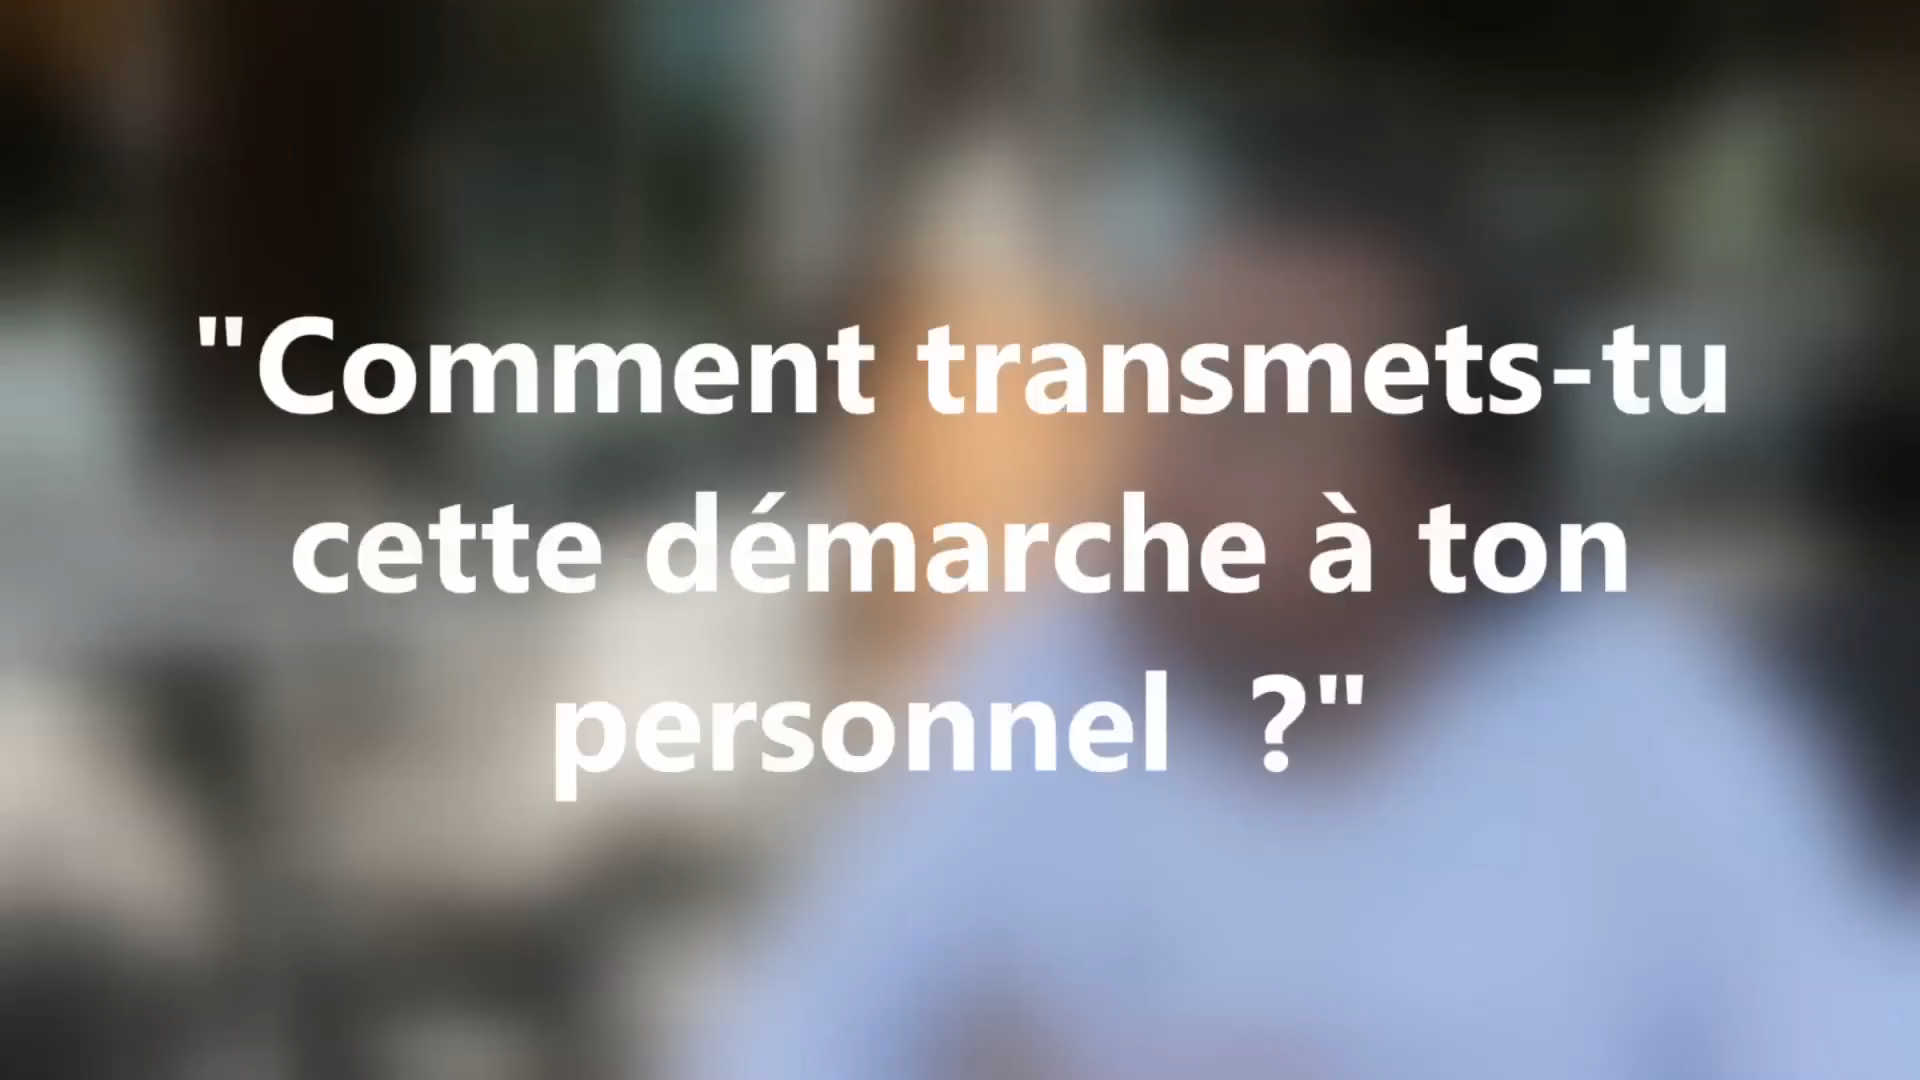 "Comment transmets-tu
cette démarche à ton
personnel  ?"